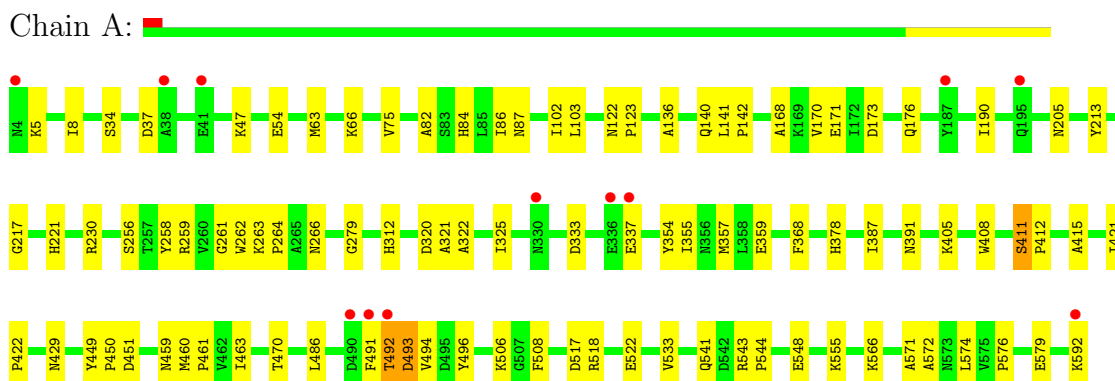 Chain A:
N4 K5 I8 S34 D37 A38 E41 K47 E54 M63 K66 V75 A82 S83 H84 L85 I86 N87 I102 L103 N122 P123 A136 Q140 L141 P142 A168 K169 V170 E171 I172 D173 Q176 Y187 I190 Q195 N205 Y213
G217 H221 R230 S256 T257 Y258 R259 V260 G261 W262 K263 P264 A265 N266 G279 H312 D320 A321 A322 I325 N330 D333 E336 E337 Y354 I355 N356 M357 L358 E359 F368 H378 I387 N391 K405 W408 S411 P412 A415 I421
P422 N429 Y449 P450 D451 N459 M460 P461 V462 I463 T470 L486 D490 F491 T492 D493 V494 D495 Y496 K506 G507 F508 D517 R518 E522 V533 Q541 D542 R543 P544 E548 K555 K566 A571 A572 N573 L574 V575 P576 E579 K592